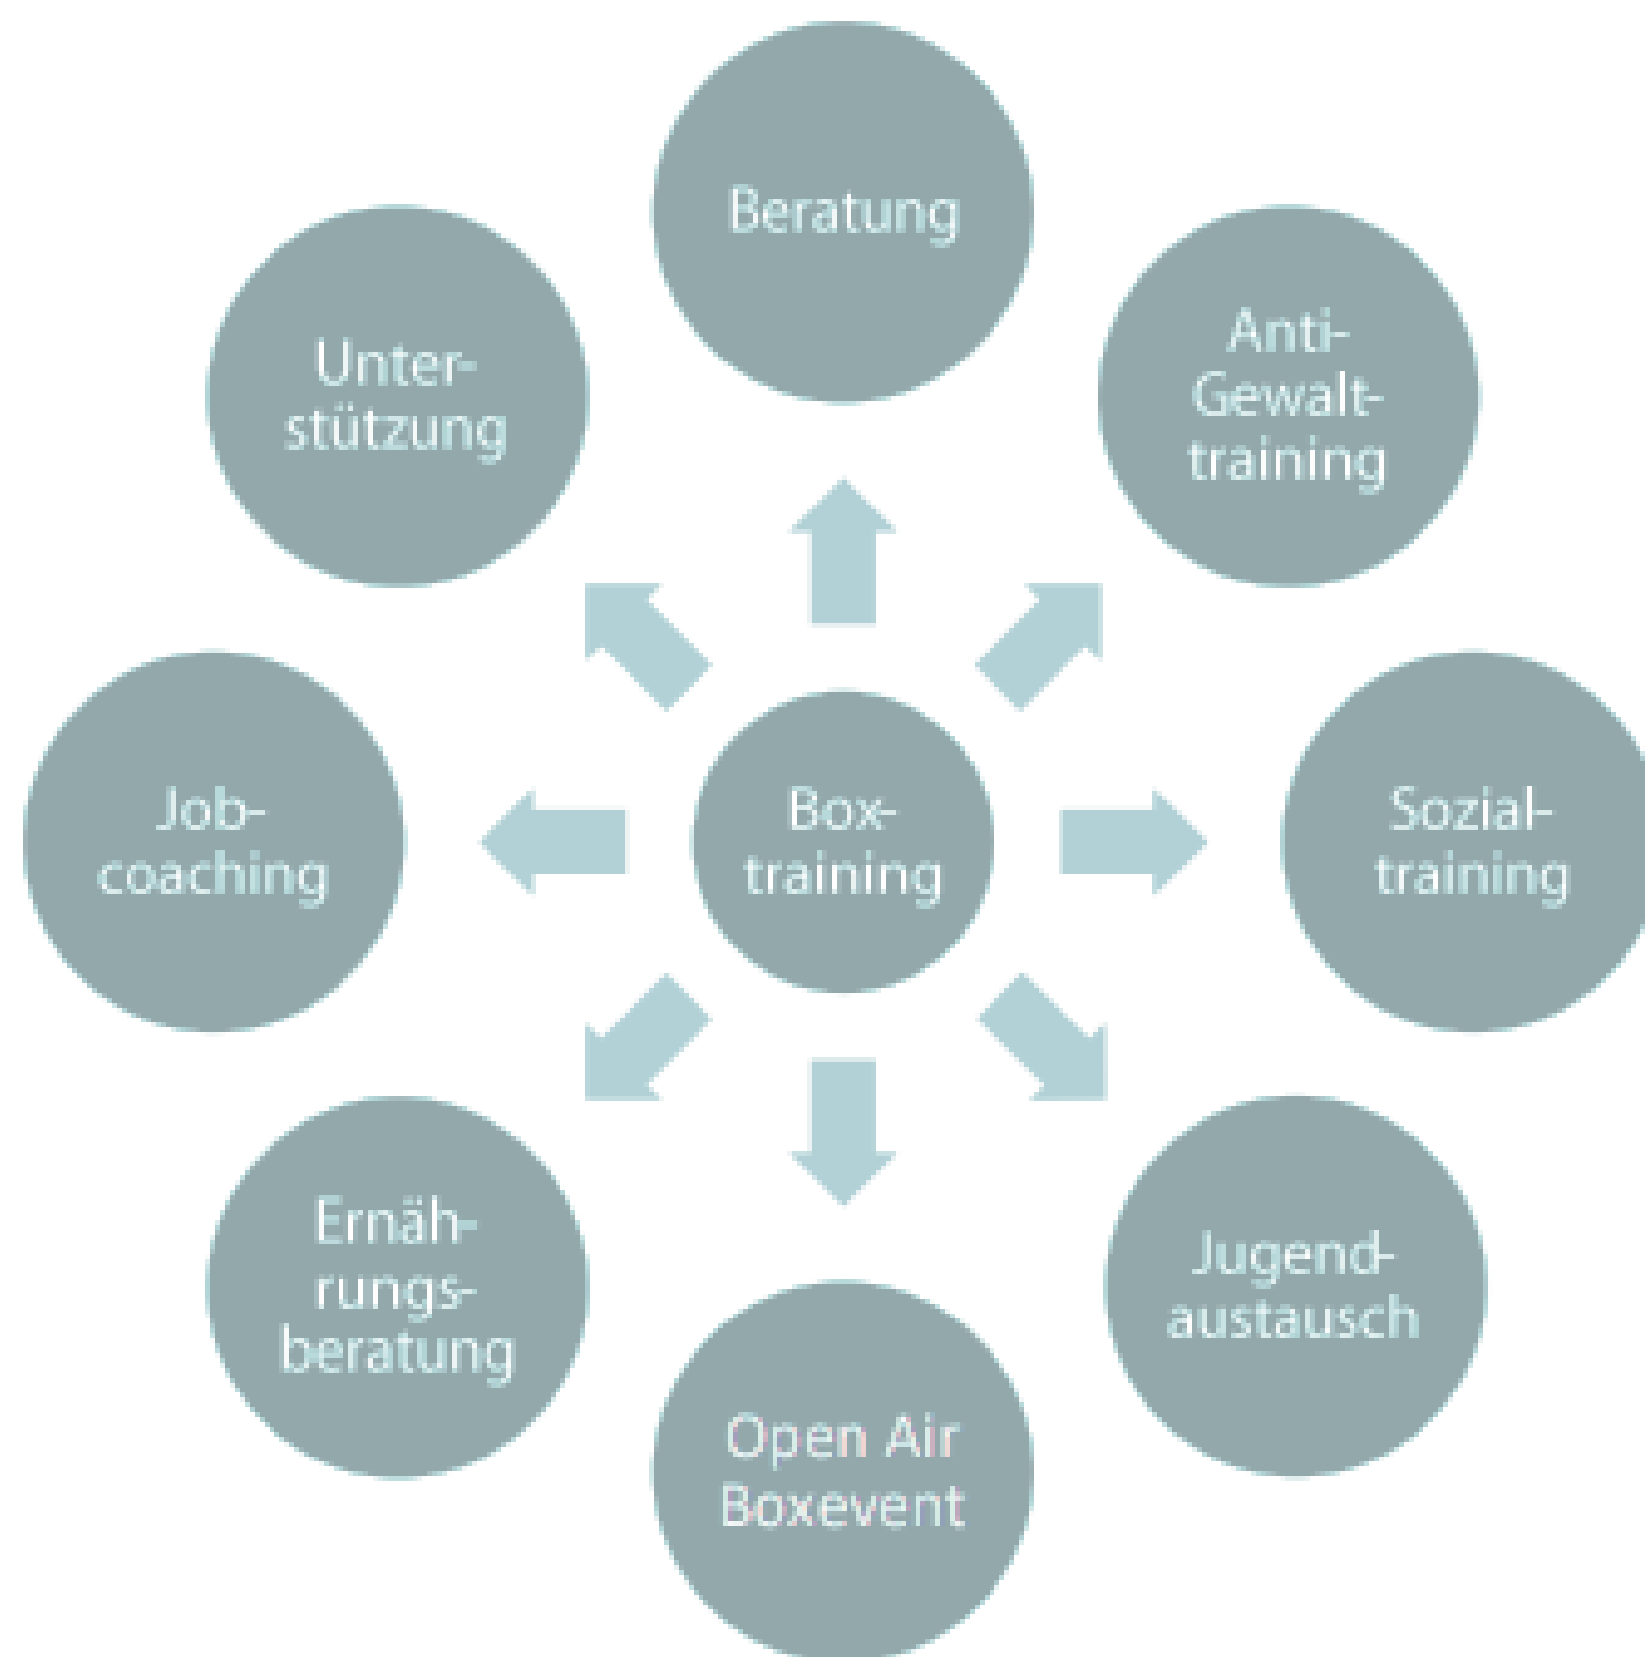 Beratung
Anti-
Gewalt-
training
Sozial-
training
Jugend-
austausch
Open Air
Boxevent
Ernäh-
rungs-
beratung
Job-
coaching
Unter-
stützung
Box-
training